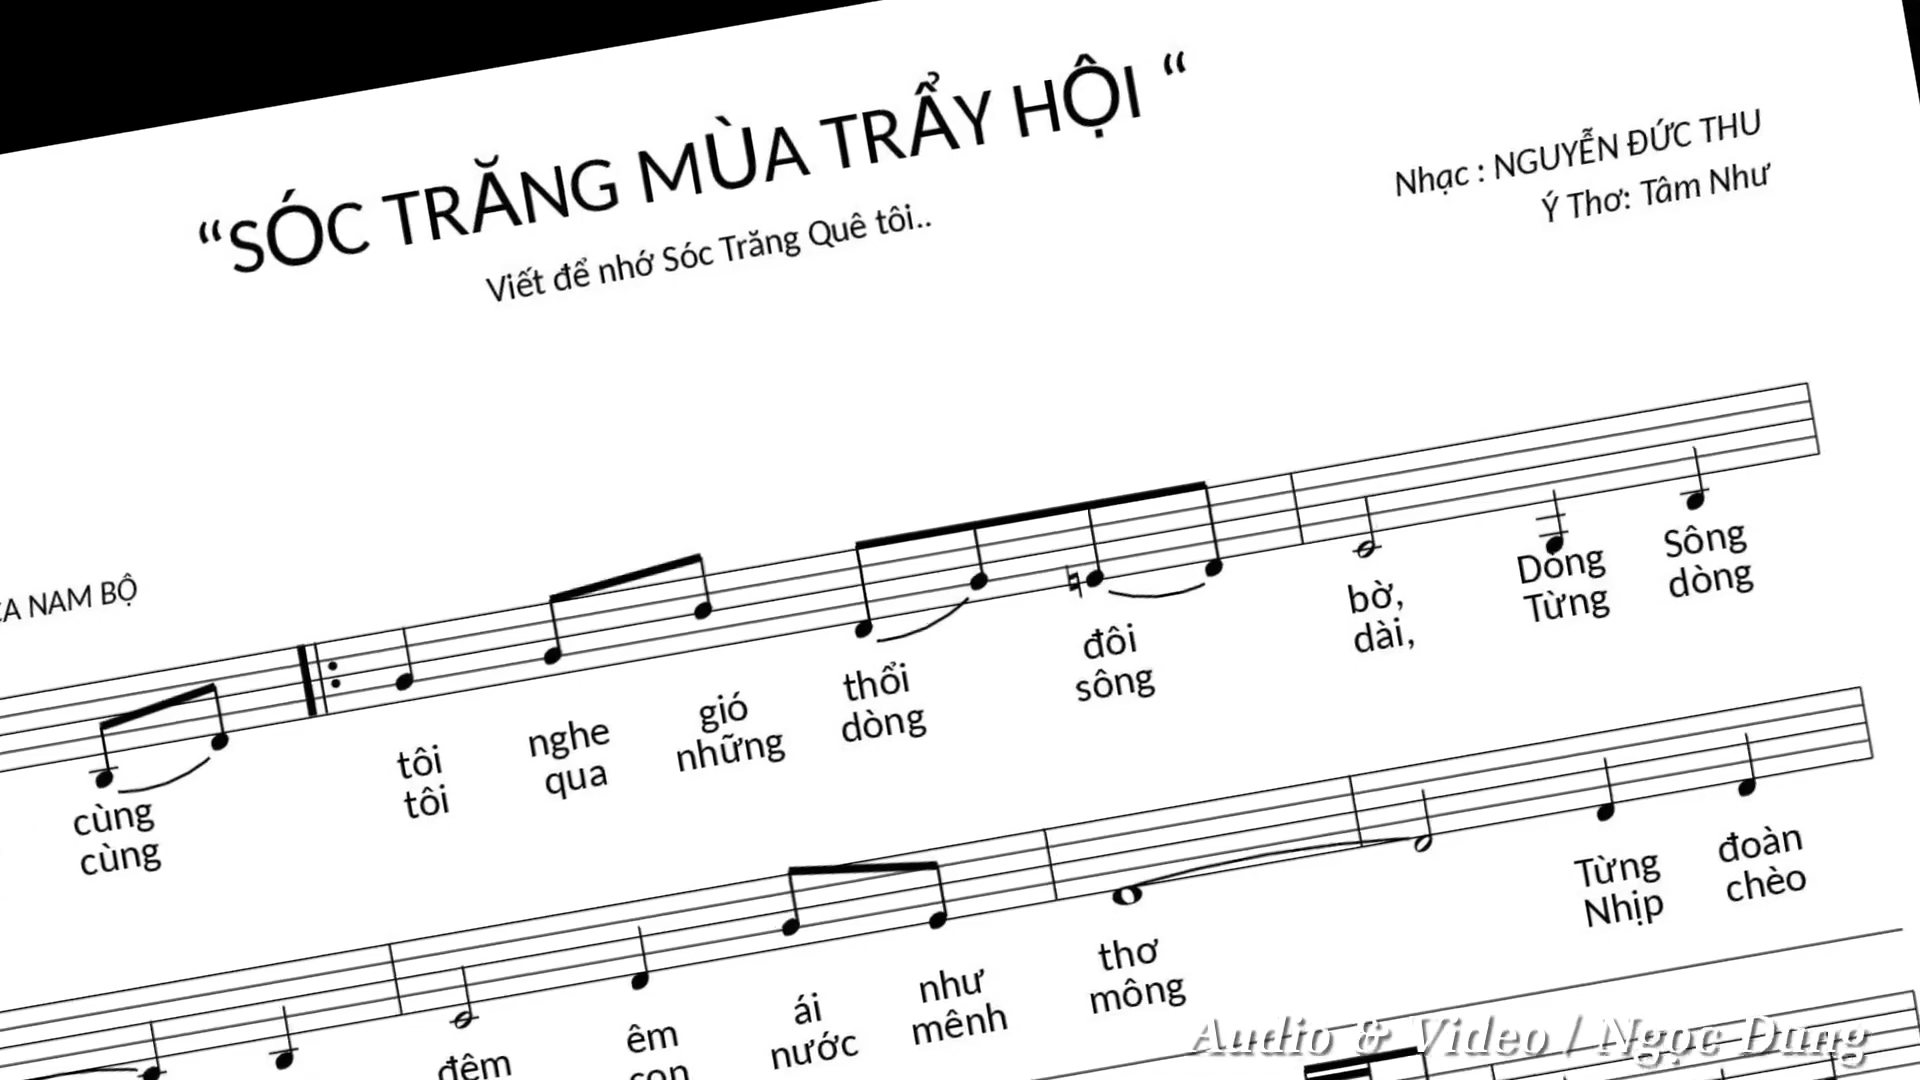 “SÓC TRĂNG MÙA TRẨY HỘI “
Viết để nhớ Sóc Trăng Quê tôi..
Nhạc : NGUYỄN ĐỨC THU
Ý Thơ: Tâm Như
CA NAM BỘ
cùng tôi nghe gió thổi đôi bờ, Dòng Sông
cùng tôi qua những dòng sông dài, Từng dòng
đêm êm ái như thơ Từng đoàn
con nước mênh mông Nhịp chèo
Audio & Video / Ngọc Dung